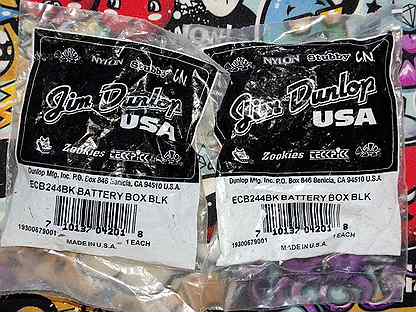 NYLON Stubby
Jim Dunlop
USA
Zookies
Dunlop Mfg, Inc. P.O. Box 846 Benicia, CA 94510 U.S.A.
ECB244BK BATTERY BOX BLK
7 10137 04201 8
19300679001 1 EACH
MADE IN U.S.A.
NYLON Stubby
Jim Dunlop
USA
Zookies
Dunlop Mfg, Inc. P.O. Box 846 Benicia, CA 94510 U.S.A.
ECB244BK BATTERY BOX BLK
7 10137 04201 8
19300679001 1 EACH
MADE IN U.S.A.